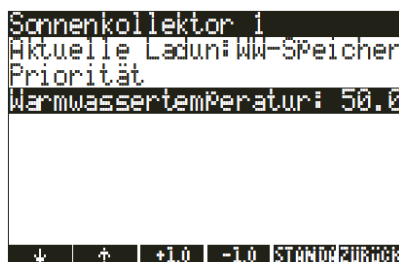 Sonnenkollektor 1
Aktuelle Ladun:WW-Speicher
Priorität
Warmwassertemperatur: 50.0
↓ ↑ +1.0 -1.0 STANDA ZURÜCK